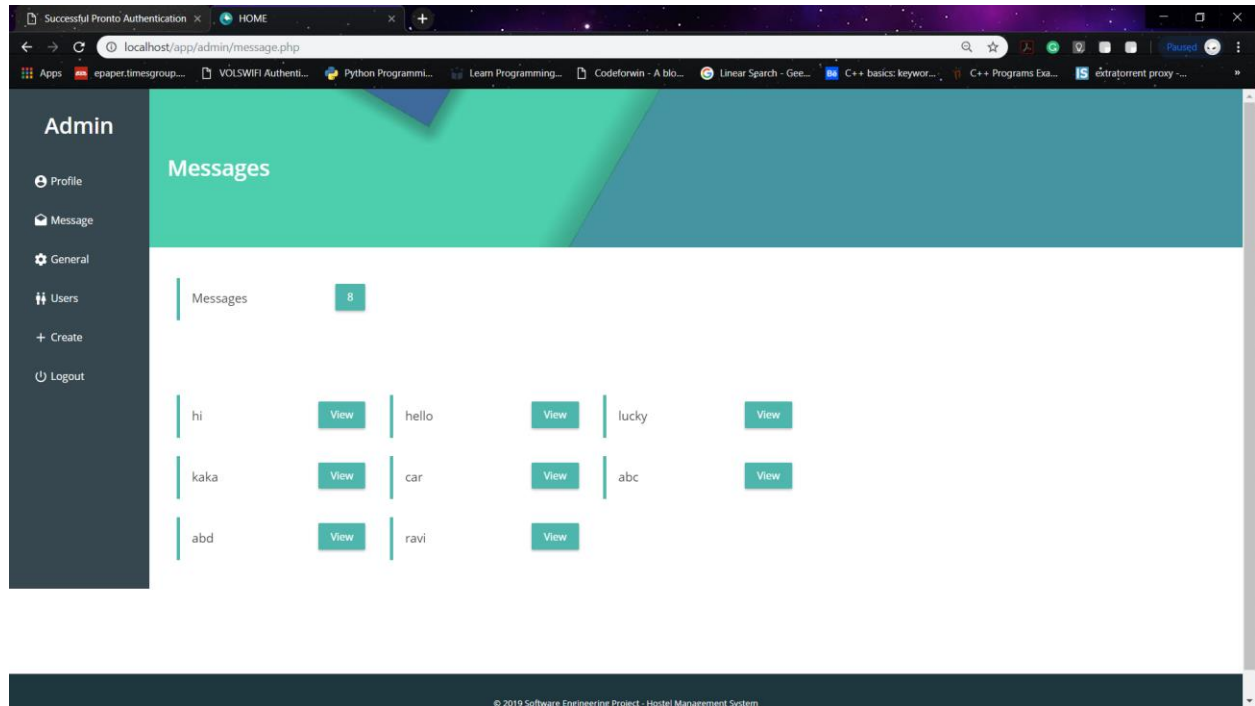 Successful Pronto Authentication HOME
localhost/app/admin/message.php Paused
Apps epaper.timesgroup.... VOLSWIFI Authenti... Python Programmi... Learn Programming... Codeforwin - A blo... Linear Search - Gee... C++ basics: keywor... C++ Programs Exa... extratorrent proxy -... »
Admin
Messages
Profile
Message
General
Users
Create
Logout
Messages 8
hi View hello View lucky View
kaka View car View abc View
abd View ravi View
© 2019 Software Engineering Project - Hostel Management System